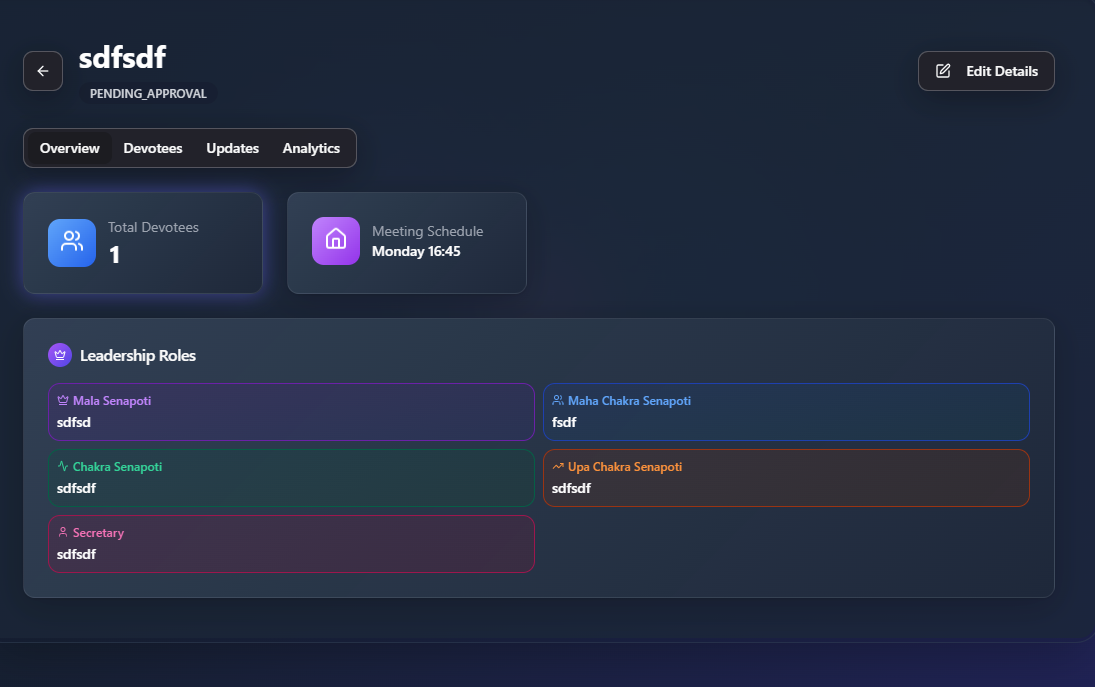 sdfsdf
PENDING_APPROVAL
Edit Details
Overview Devotees Updates Analytics
Total Devotees
1
Meeting Schedule
Monday 16:45
Leadership Roles
Mala Senapoti
sdfsd
Maha Chakra Senapoti
fsdf
Chakra Senapoti
sdfsdf
Upa Chakra Senapoti
sdfsdf
Secretary
sdfsdf